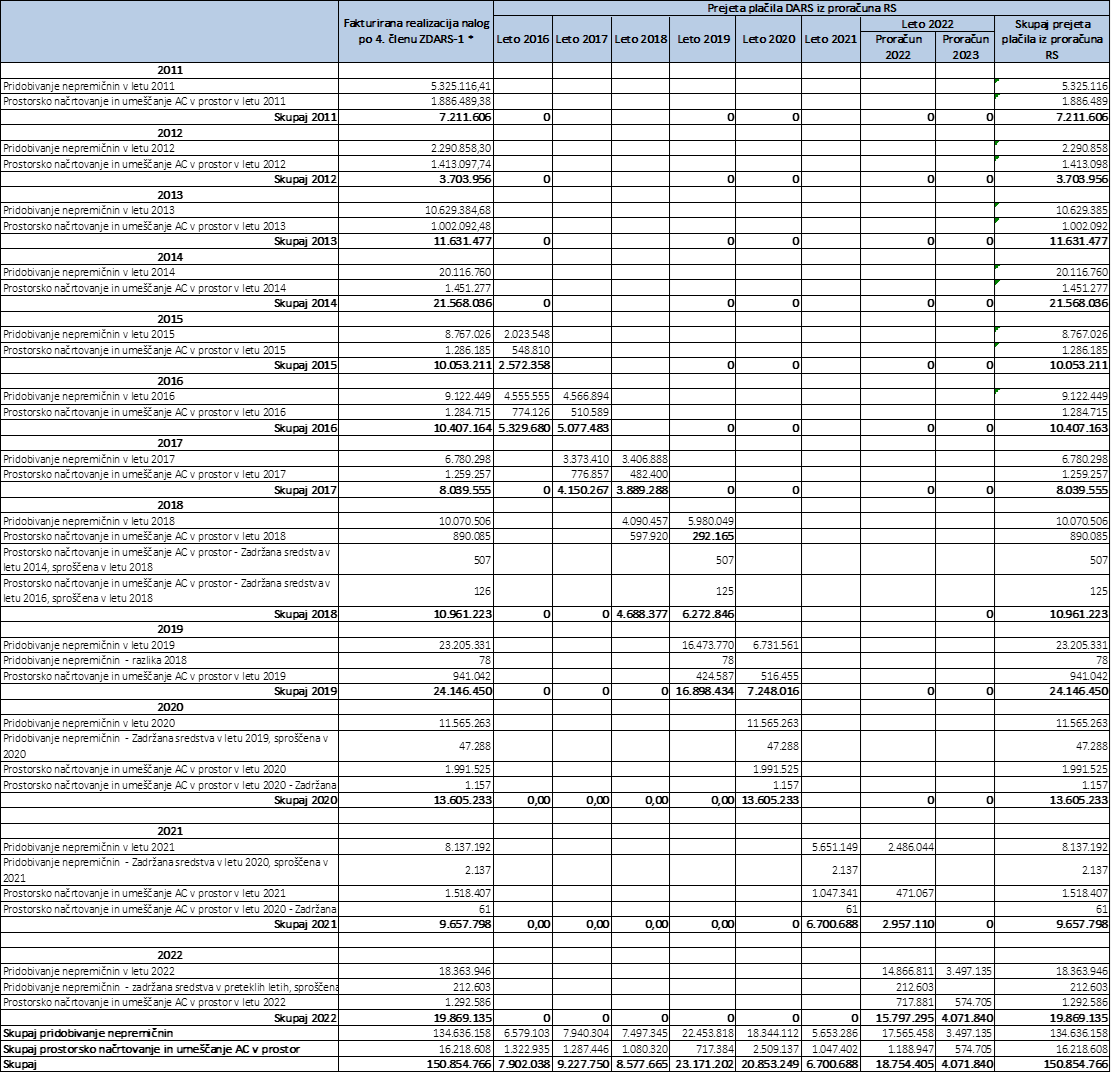 Prejeta plačila DARS iz proračuna RS
Fakturirana realizacija nalog po 4. členu ZDARS-1 * Leto 2016 Leto 2017 Leto 2018 Leto 2019 Leto 2020 Leto 2021 Leto 2022 Skupaj prejeta plačila iz proračuna RS
Proračun 2022 Proračun 2023
2011
Pridobivanje nepremičnin v letu 2011 5.325.116,41 5.325.116
Prostorsko načrtovanje in umeščanje AC v prostor v letu 2011 1.886.489,38 1.886.489
Skupaj 2011 7.211.606 0 0 0 0 0 7.211.606
2012
Pridobivanje nepremičnin v letu 2012 2.290.858,30 2.290.858
Prostorsko načrtovanje in umeščanje AC v prostor v letu 2012 1.413.097,74 1.413.098
Skupaj 2012 3.703.956 0 0 0 0 0 3.703.956
2013
Pridobivanje nepremičnin v letu 2013 10.629.384,68 10.629.385
Prostorsko načrtovanje in umeščanje AC v prostor v letu 2013 1.002.092,48 1.002.092
Skupaj 2013 11.631.477 0 0 0 0 0 11.631.477
2014
Pridobivanje nepremičnin v letu 2014 20.116.760 20.116.760
Prostorsko načrtovanje in umeščanje AC v prostor v letu 2014 1.451.277 1.451.277
Skupaj 2014 21.568.036 0 0 0 0 0 21.568.036
2015
Pridobivanje nepremičnin v letu 2015 8.767.026 2.023.548 8.767.026
Prostorsko načrtovanje in umeščanje AC v prostor v letu 2015 1.286.185 548.810 1.286.185
Skupaj 2015 10.053.211 2.572.358 0 0 0 0 10.053.211
2016
Pridobivanje nepremičnin v letu 2016 9.122.449 4.555.555 4.566.894 9.122.449
Prostorsko načrtovanje in umeščanje AC v prostor v letu 2016 1.284.715 774.126 510.589 1.284.715
Skupaj 2016 10.407.164 5.329.680 5.077.483 0 0 0 0 10.407.163
2017
Pridobivanje nepremičnin v letu 2017 6.780.298 3.373.410 3.406.888 6.780.298
Prostorsko načrtovanje in umeščanje AC v prostor v letu 2017 1.259.257 776.857 482.400 1.259.257
Skupaj 2017 8.039.555 0 4.150.267 3.889.288 0 0 0 0 8.039.555
2018
Pridobivanje nepremičnin v letu 2018 10.070.506 4.090.457 5.980.049 10.070.506
Prostorsko načrtovanje in umeščanje AC v prostor v letu 2018 890.085 597.920 292.165 890.085
Prostorsko načrtovanje in umeščanje AC v prostor - Zadržana sredstva v
letu 2014, sproščena v letu 2018 507 507 507
Prostorsko načrtovanje in umeščanje AC v prostor - Zadržana sredstva v
letu 2016, sproščena v letu 2018 126 125 125
Skupaj 2018 10.961.223 0 0 4.688.377 6.272.846 0 10.961.223
2019
Pridobivanje nepremičnin v letu 2019 23.205.331 16.473.770 6.731.561 23.205.331
Pridobivanje nepremičnin - razlika 2018 78 78 78
Prostorsko načrtovanje in umeščanje AC v prostor v letu 2019 941.042 424.587 516.455 941.042
Skupaj 2019 24.146.450 0 0 0 16.898.434 7.248.016 0 0 24.146.450
2020
Pridobivanje nepremičnin v letu 2020 11.565.263 11.565.263 11.565.263
Pridobivanje nepremičnin - Zadržana sredstva v letu 2019, sproščena v
2020 47.288 47.288 47.288
Prostorsko načrtovanje in umeščanje AC v prostor v letu 2020 1.991.525 1.991.525 1.991.525
Prostorsko načrtovanje in umeščanje AC v prostor v letu 2020 - Zadržana 1.157 1.157 1.157
Skupaj 2020 13.605.233 0,00 0,00 0,00 0,00 13.605.233 0 0 13.605.233
2021
Pridobivanje nepremičnin v letu 2021 8.137.192 5.651.149 2.486.044 8.137.192
Pridobivanje nepremičnin - Zadržana sredstva v letu 2020, sproščena v
2021 2.137 2.137 2.137
Prostorsko načrtovanje in umeščanje AC v prostor v letu 2021 1.518.407 1.047.341 471.067 1.518.407
Prostorsko načrtovanje in umeščanje AC v prostor v letu 2020 - Zadržana 61 61 61
Skupaj 2021 9.657.798 0,00 0,00 0,00 0,00 0 6.700.688 2.957.110 0 9.657.798
2022
Pridobivanje nepremičnin v letu 2022 18.363.946 14.866.811 3.497.135 18.363.946
Pridobivanje nepremičnin - zadržana sredstva v preteklih letih, sproščena 212.603 212.603 212.603
Prostorsko načrtovanje in umeščanje AC v prostor v letu 2022 1.292.586 717.881 574.705 1.292.586
Skupaj 2022 19.869.135 0 0 0 0 0 0 15.797.295 4.071.840 19.869.135
Skupaj pridobivanje nepremičnin 134.636.158 6.579.103 7.940.304 7.497.345 22.453.818 18.344.112 5.653.286 17.565.458 3.497.135 134.636.158
Skupaj prostorsko načrtovanje in umeščanje AC v prostor 16.218.608 1.322.935 1.287.446 1.080.320 717.384 2.509.137 1.047.402 1.188.947 574.705 16.218.608
Skupaj 150.854.766 7.902.038 9.227.750 8.577.665 23.171.202 20.853.249 6.700.688 18.754.405 4.071.840 150.854.766